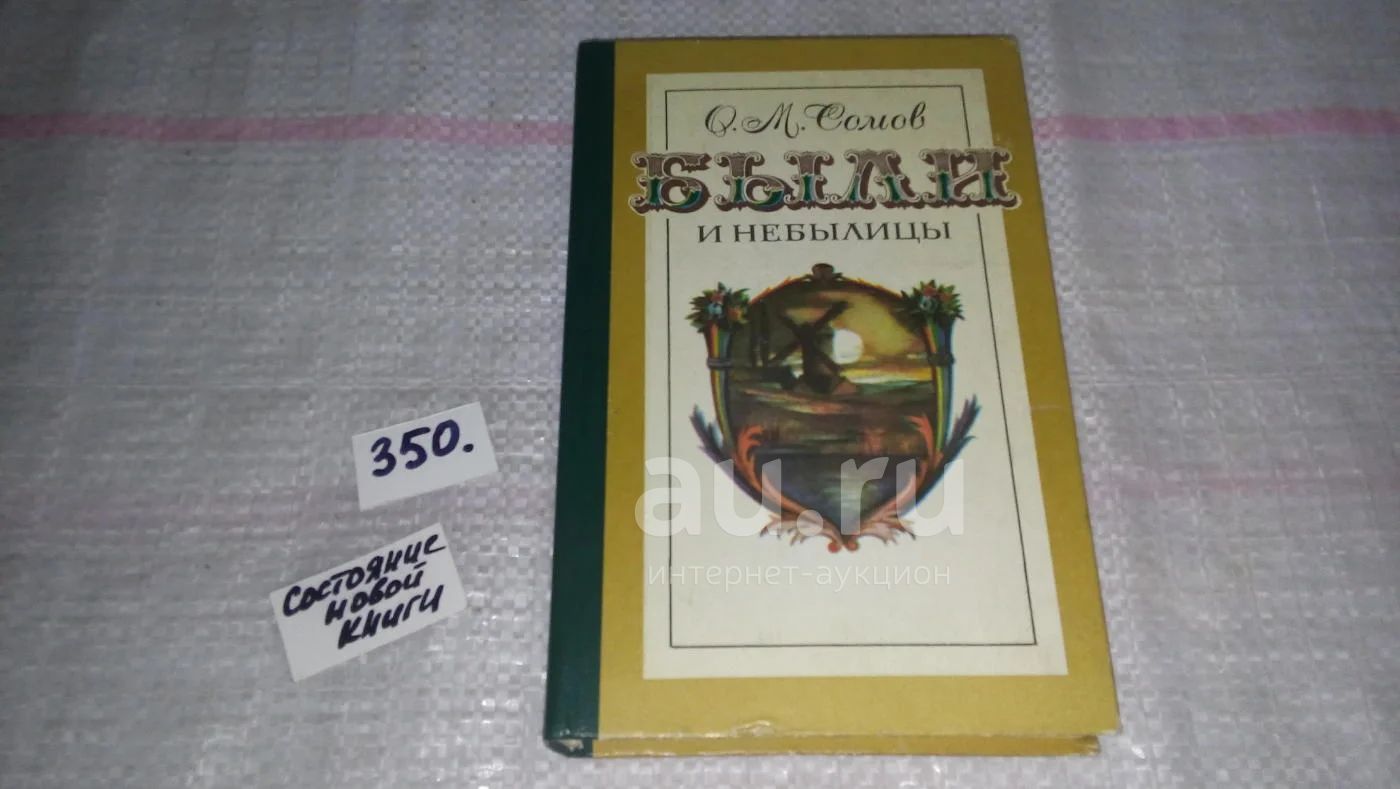 О.М. Сомов
БЫЛИ
И НЕБЫЛИЦЫ
350.
Состояние
новой
книги
au.ru
интернет-аукцион